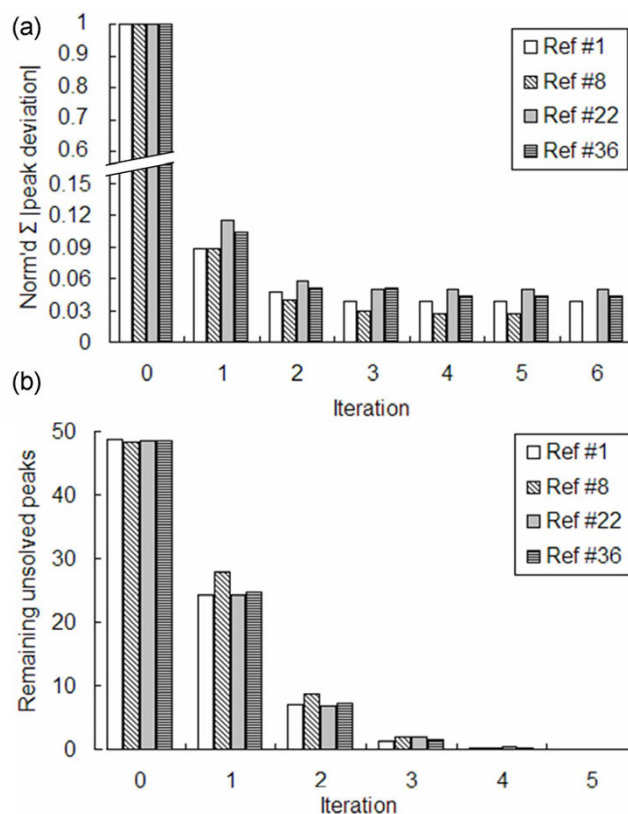 (a)
Norm'd Σ |peak deviation|
1
0.9
0.8
0.7
0.6
0.15
0.12
0.09
0.06
0.03
0
Ref #1
Ref #8
Ref #22
Ref #36
0 1 2 3 4 5 6
Iteration
(b)
Remaining unsolved peaks
50
40
30
20
10
0
Ref #1
Ref #8
Ref #22
Ref #36
0 1 2 3 4 5
Iteration